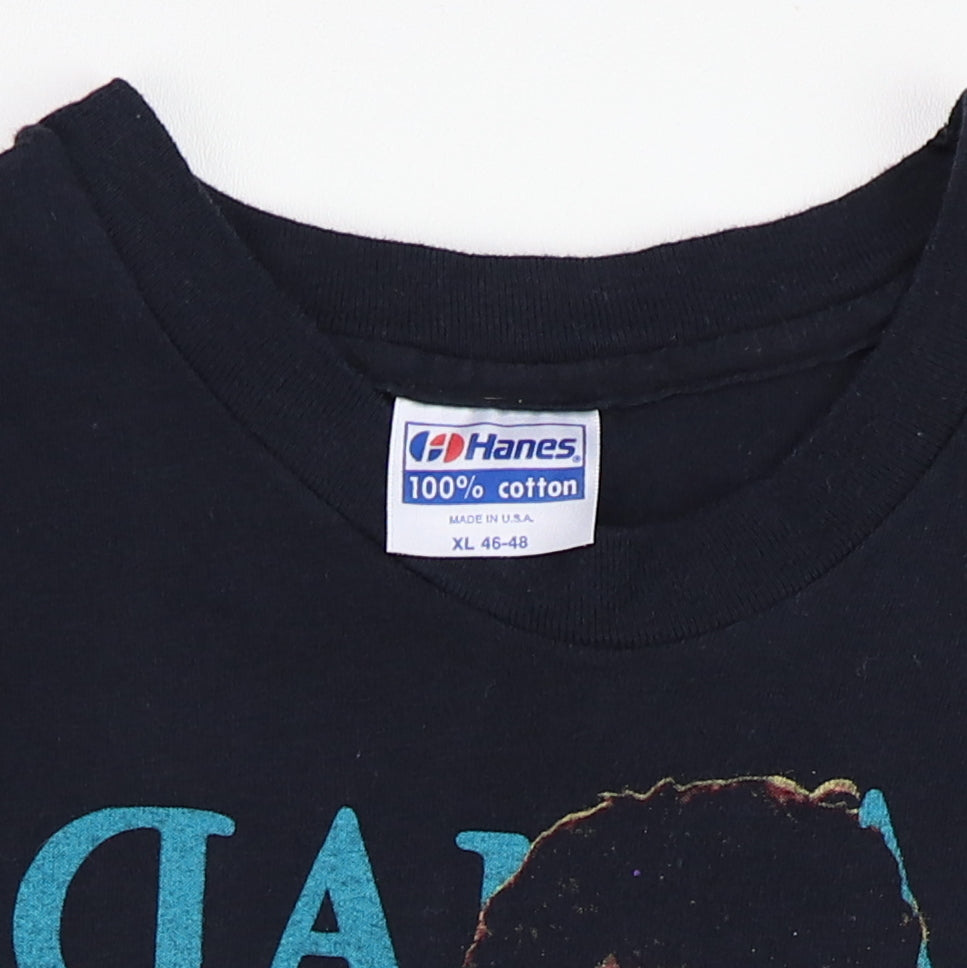 Hanes®
100% cotton
MADE IN U.S.A.
XL 46-48